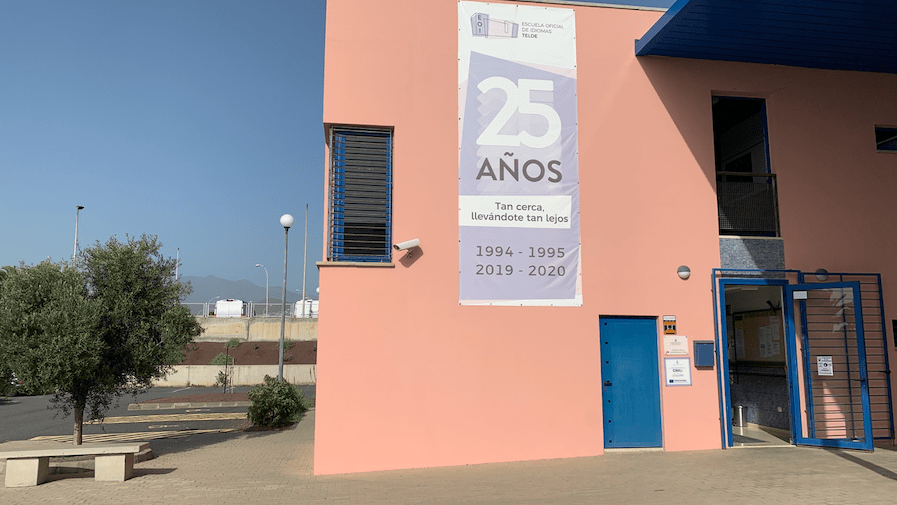 EOI
ESCUELA OFICIAL
DE IDIOMAS
TELDE
25
AÑOS
Tan cerca,
llevándote tan lejos
1994 - 1995
2019 - 2020